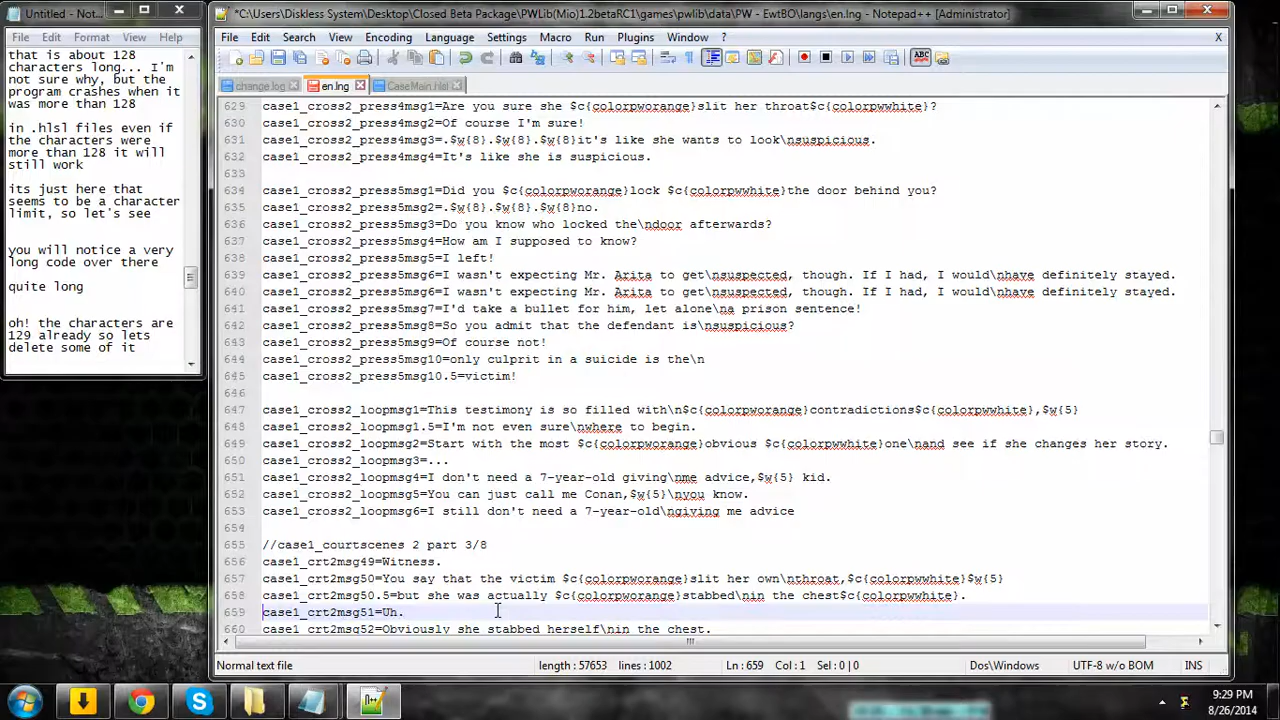 Untitled - Not...
File Edit Format View Help
that is about 128
characters long... I'm
not sure why, but the
program crashes when it
was more than 128
in .hlsl files even if
the characters were
more than 128 it will
still work
its just here that
seems to be a character
limit, so let's see
you will notice a very
long code over there
quite long
oh! the characters are
129 already so lets
delete some of it
*C:\Users\Diskless System\Desktop\Closed Beta Package\PWLib(Mio)1.2betaRC1\games\pwlib\data\PW - EwtBO\langs\en.lng - Notepad++ [Administrator]
File Edit Search View Encoding Language Settings Macro Run Plugins Window ? X
change.log en.lng CaseMain.hlsl
629 case1_cross2_press4msg1=Are you sure she $c{colorpworange}slit her throat$c{colorpwwhite}?
630 case1_cross2_press4msg2=Of course I'm sure!
631 case1_cross2_press4msg3=.$w{8}.$w{8}.$w{8}it's like she wants to look\nsuspicious.
632 case1_cross2_press4msg4=It's like she is suspicious.
633
634 case1_cross2_press5msg1=Did you $c{colorpworange}lock $c{colorpwwhite}the door behind you?
635 case1_cross2_press5msg2=.$w{8}.$w{8}.$w{8}no.
636 case1_cross2_press5msg3=Do you know who locked the\ndoor afterwards?
637 case1_cross2_press5msg4=How am I supposed to know?
638 case1_cross2_press5msg5=I left!
639 case1_cross2_press5msg6=I wasn't expecting Mr. Arita to get\nsuspected, though. If I had, I would\nhave definitely stayed.
640 case1_cross2_press5msg6=I wasn't expecting Mr. Arita to get\nsuspected, though. If I had, I would\nhave definitely stayed.
641 case1_cross2_press5msg7=I'd take a bullet for him, let alone\na prison sentence!
642 case1_cross2_press5msg8=So you admit that the defendant is\nsuspicious?
643 case1_cross2_press5msg9=Of course not!
644 case1_cross2_press5msg10=only culprit in a suicide is the\n
645 case1_cross2_press5msg10.5=victim!
646
647 case1_cross2_loopmsg1=This testimony is so filled with\n$c{colorpworange}contradictions$c{colorpwwhite},$w{5}
648 case1_cross2_loopmsg1.5=I'm not even sure\nwhere to begin.
649 case1_cross2_loopmsg2=Start with the most $c{colorpworange}obvious $c{colorpwwhite}one\nand see if she changes her story.
650 case1_cross2_loopmsg3=...
651 case1_cross2_loopmsg4=I don't need a 7-year-old giving\nme advice,$w{5} kid.
652 case1_cross2_loopmsg5=You can just call me Conan,$w{5}\nyou know.
653 case1_cross2_loopmsg6=I still don't need a 7-year-old\ngiving me advice
654
655 //case1_courtscenes 2 part 3/8
656 case1_crt2msg49=Witness.
657 case1_crt2msg50=You say that the victim $c{colorpworange}slit her own\nthroat,$c{colorpwwhite}$w{5}
658 case1_crt2msg50.5=but she was actually $c{colorpworange}stabbed\nin the chest$c{colorpwwhite}.
659 case1_crt2msg51=Uh.
660 case1_crt2msg52=Obviously she stabbed herself\nin the chest.
Normal text file length : 57653 lines : 1002 Ln : 659 Col : 1 Sel : 0 | 0 Dos\Windows UTF-8 w/o BOM INS
9:29 PM
8/26/2014